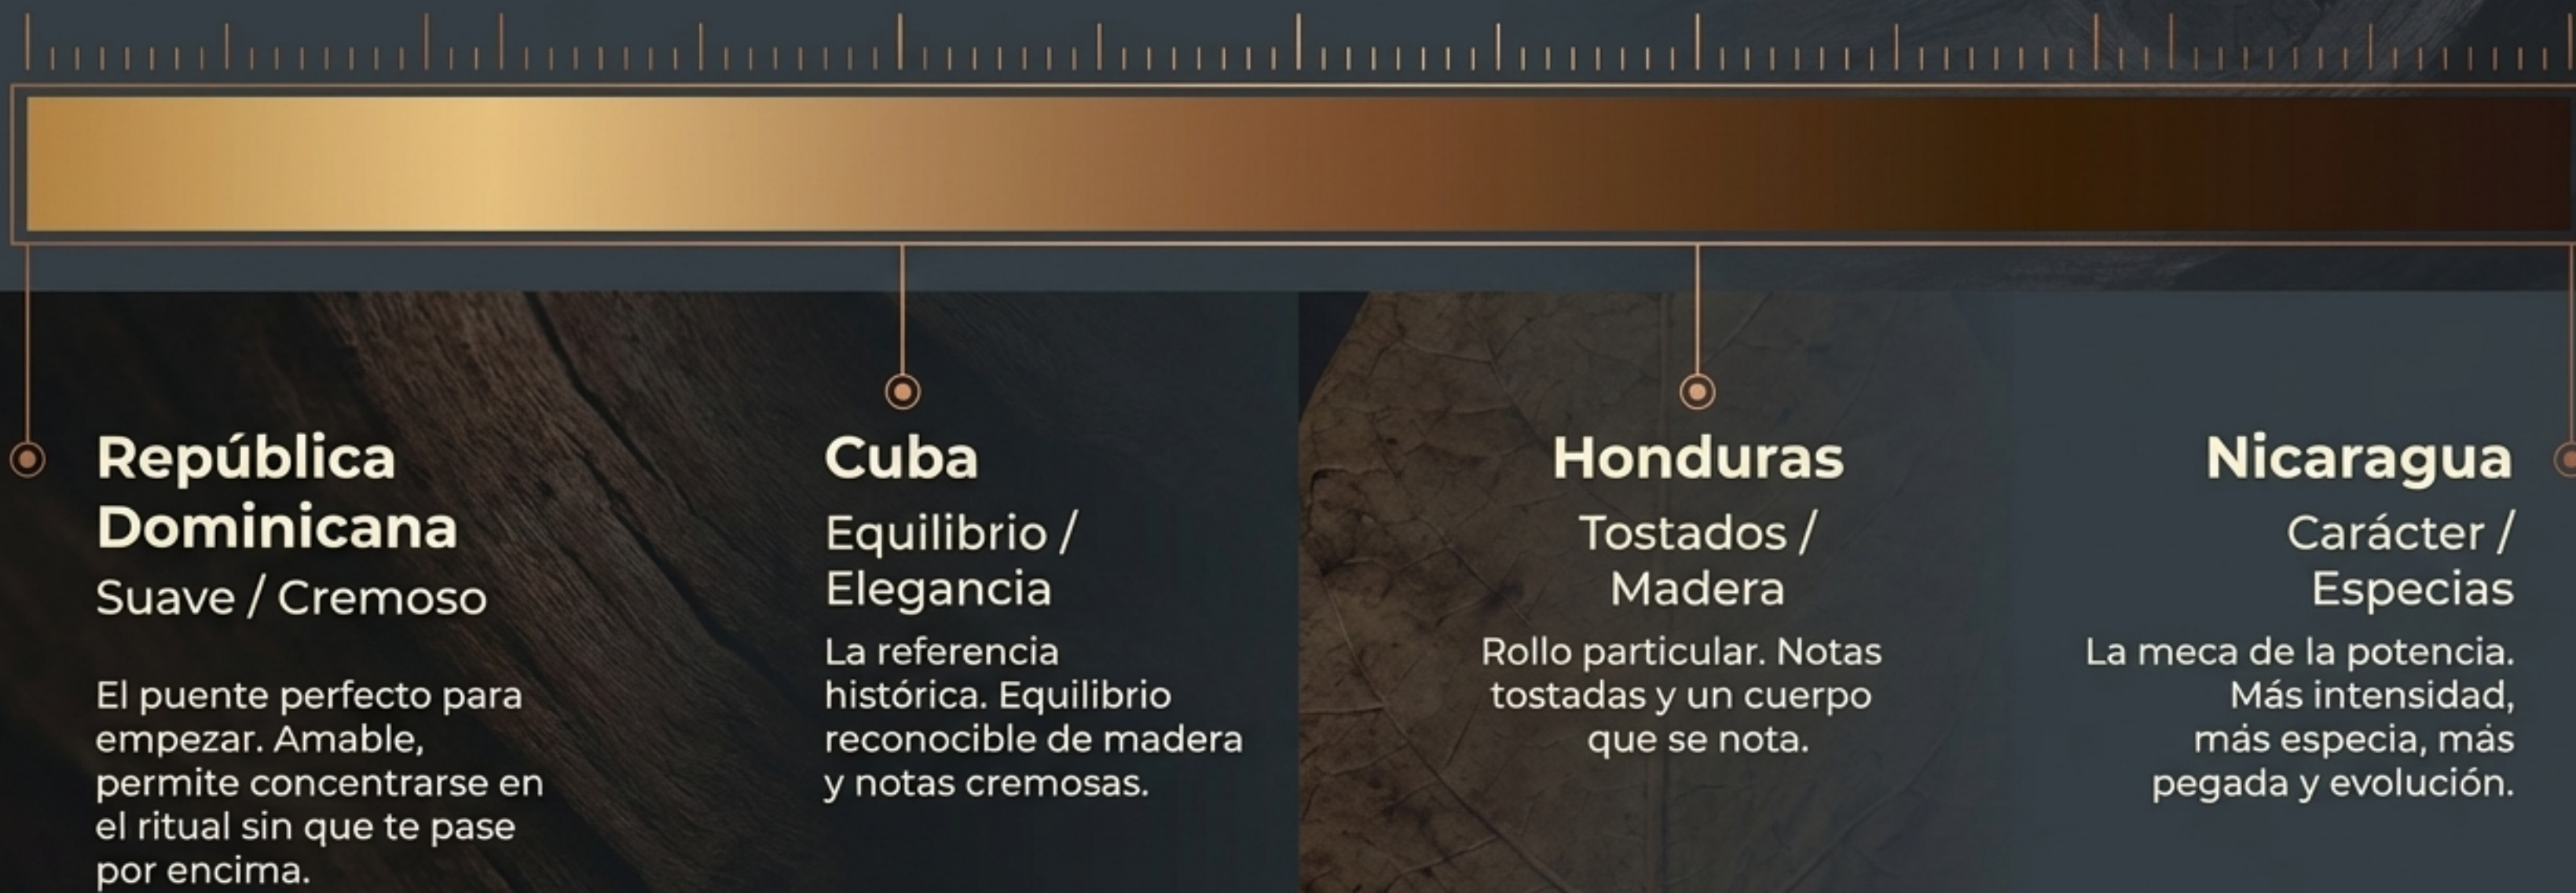 República
Dominicana
Suave / Cremoso
El puente perfecto para
empezar. Amable,
permite concentrarse en
el ritual sin que te pase
por encima.
Cuba
Equilibrio /
Elegancia
La referencia
histórica. Equilibrio
reconocible de madera
y notas cremosas.
Honduras
Tostados /
Madera
Rollo particular. Notas
tostadas y un cuerpo
que se nota.
Nicaragua
Carácter /
Especias
La meca de la potencia.
Más intensidad,
más especia, más
pegada y evolución.